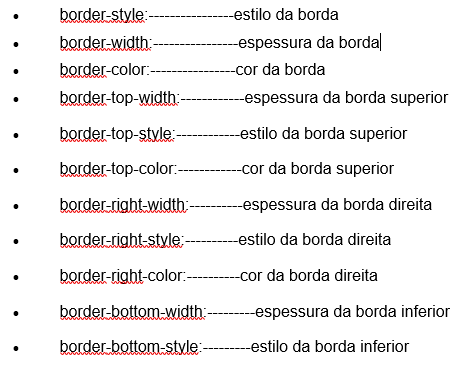 • border-style:----------------estilo da borda
• border-width:----------------espessura da borda
• border-color:----------------cor da borda
• border-top-width:------------espessura da borda superior
• border-top-style:------------estilo da borda superior
• border-top-color:------------cor da borda superior
• border-right-width:----------espessura da borda direita
• border-right-style:----------estilo da borda direita
• border-right-color:----------cor da borda direita
• border-bottom-width:---------espessura da borda inferior
• border-bottom-style:---------estilo da borda inferior